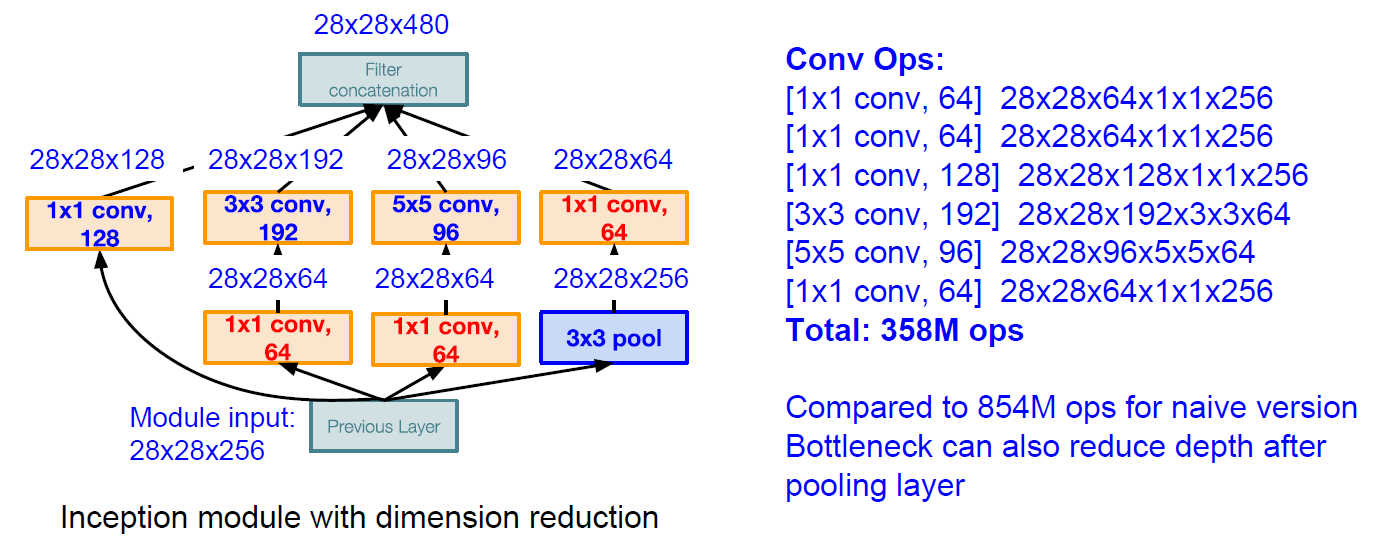 28x28x480
Filter
concatenation
28x28x128 28x28x192 28x28x96 28x28x64
1x1 conv,
128
3x3 conv,
192
5x5 conv,
96
1x1 conv,
64
28x28x64 28x28x64 28x28x256
1x1 conv,
64
1x1 conv,
64
3x3 pool
Module input:
28x28x256
Previous Layer
Inception module with dimension reduction
Conv Ops:
[1x1 conv, 64] 28x28x64x1x1x256
[1x1 conv, 64] 28x28x64x1x1x256
[1x1 conv, 128] 28x28x128x1x1x256
[3x3 conv, 192] 28x28x192x3x3x64
[5x5 conv, 96] 28x28x96x5x5x64
[1x1 conv, 64] 28x28x64x1x1x256
Total: 358M ops
Compared to 854M ops for naive version
Bottleneck can also reduce depth after
pooling layer